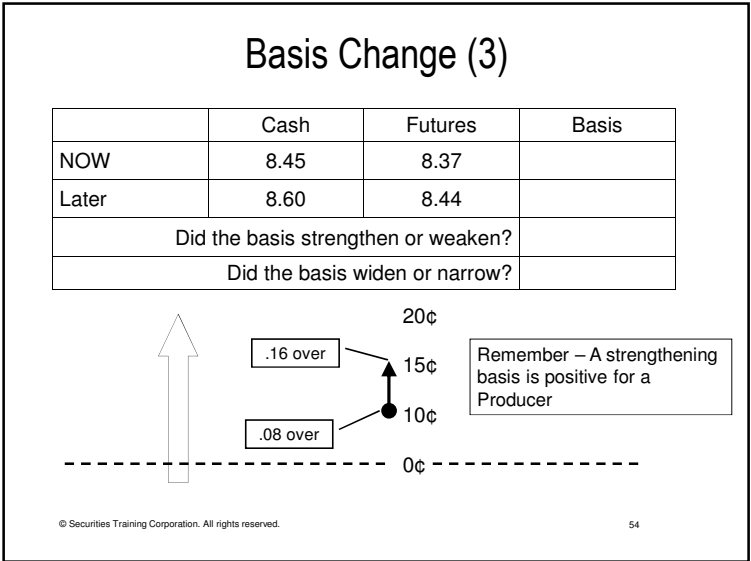 Basis Change (3)
Cash Futures Basis
NOW 8.45 8.37
Later 8.60 8.44
Did the basis strengthen or weaken?
Did the basis widen or narrow?
20¢
.16 over
15¢
Remember – A strengthening
basis is positive for a
Producer
10¢
.08 over
0¢
© Securities Training Corporation. All rights reserved.
54